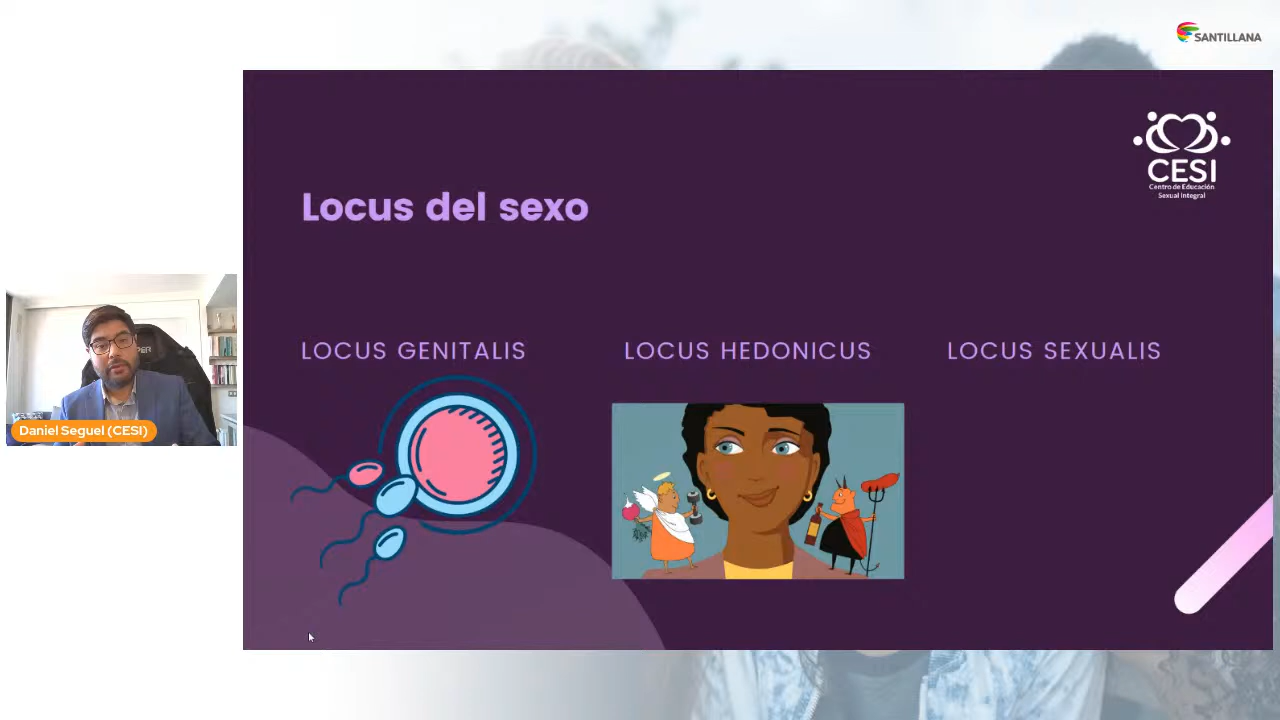 SANTILLANA
CESI
Centro de Educación
Sexual Integral
Locus del sexo
LOCUS GENITALIS
LOCUS HEDONICUS
LOCUS SEXUALIS
Daniel Seguel (CESI)